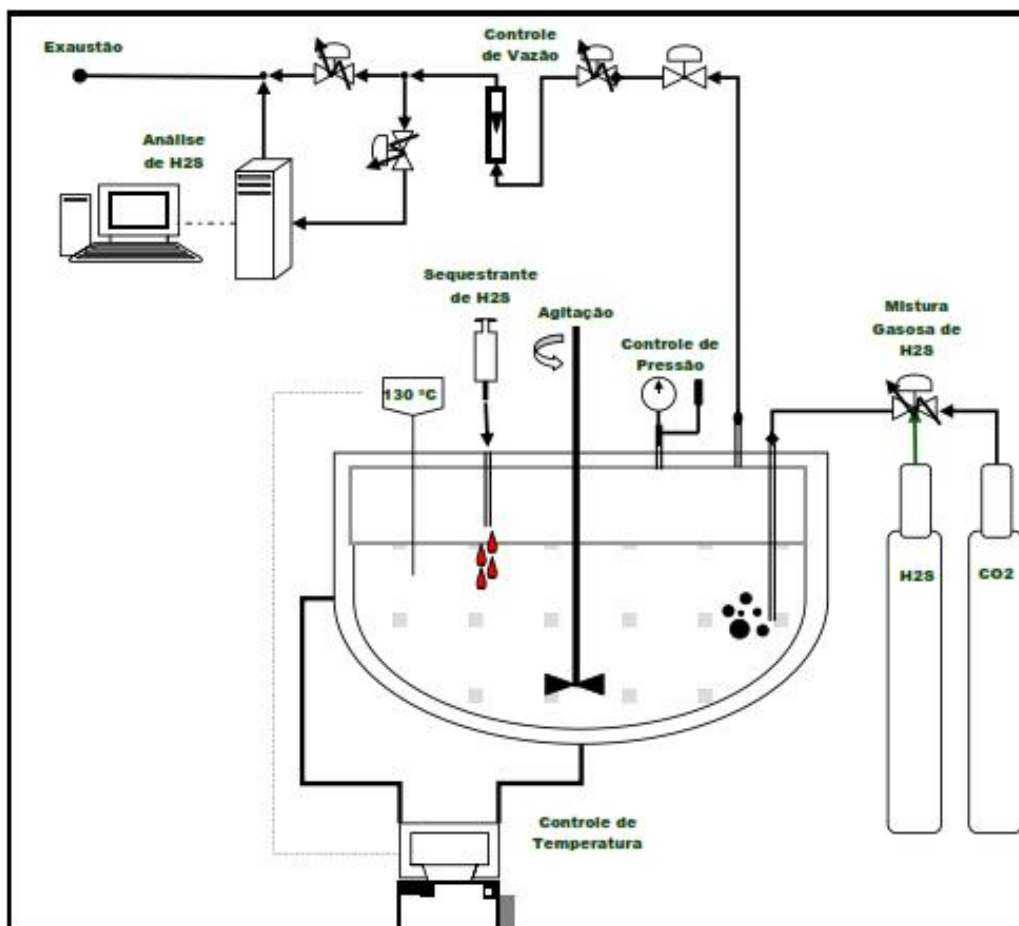 Exaustão
Controle
de Vazão
Análise
de H2S
Sequestrante
de H2S
Agitação
Controle de
Pressão
Mistura
Gasosa de
H2S
130 °C
H2S
CO2
Controle de
Temperatura